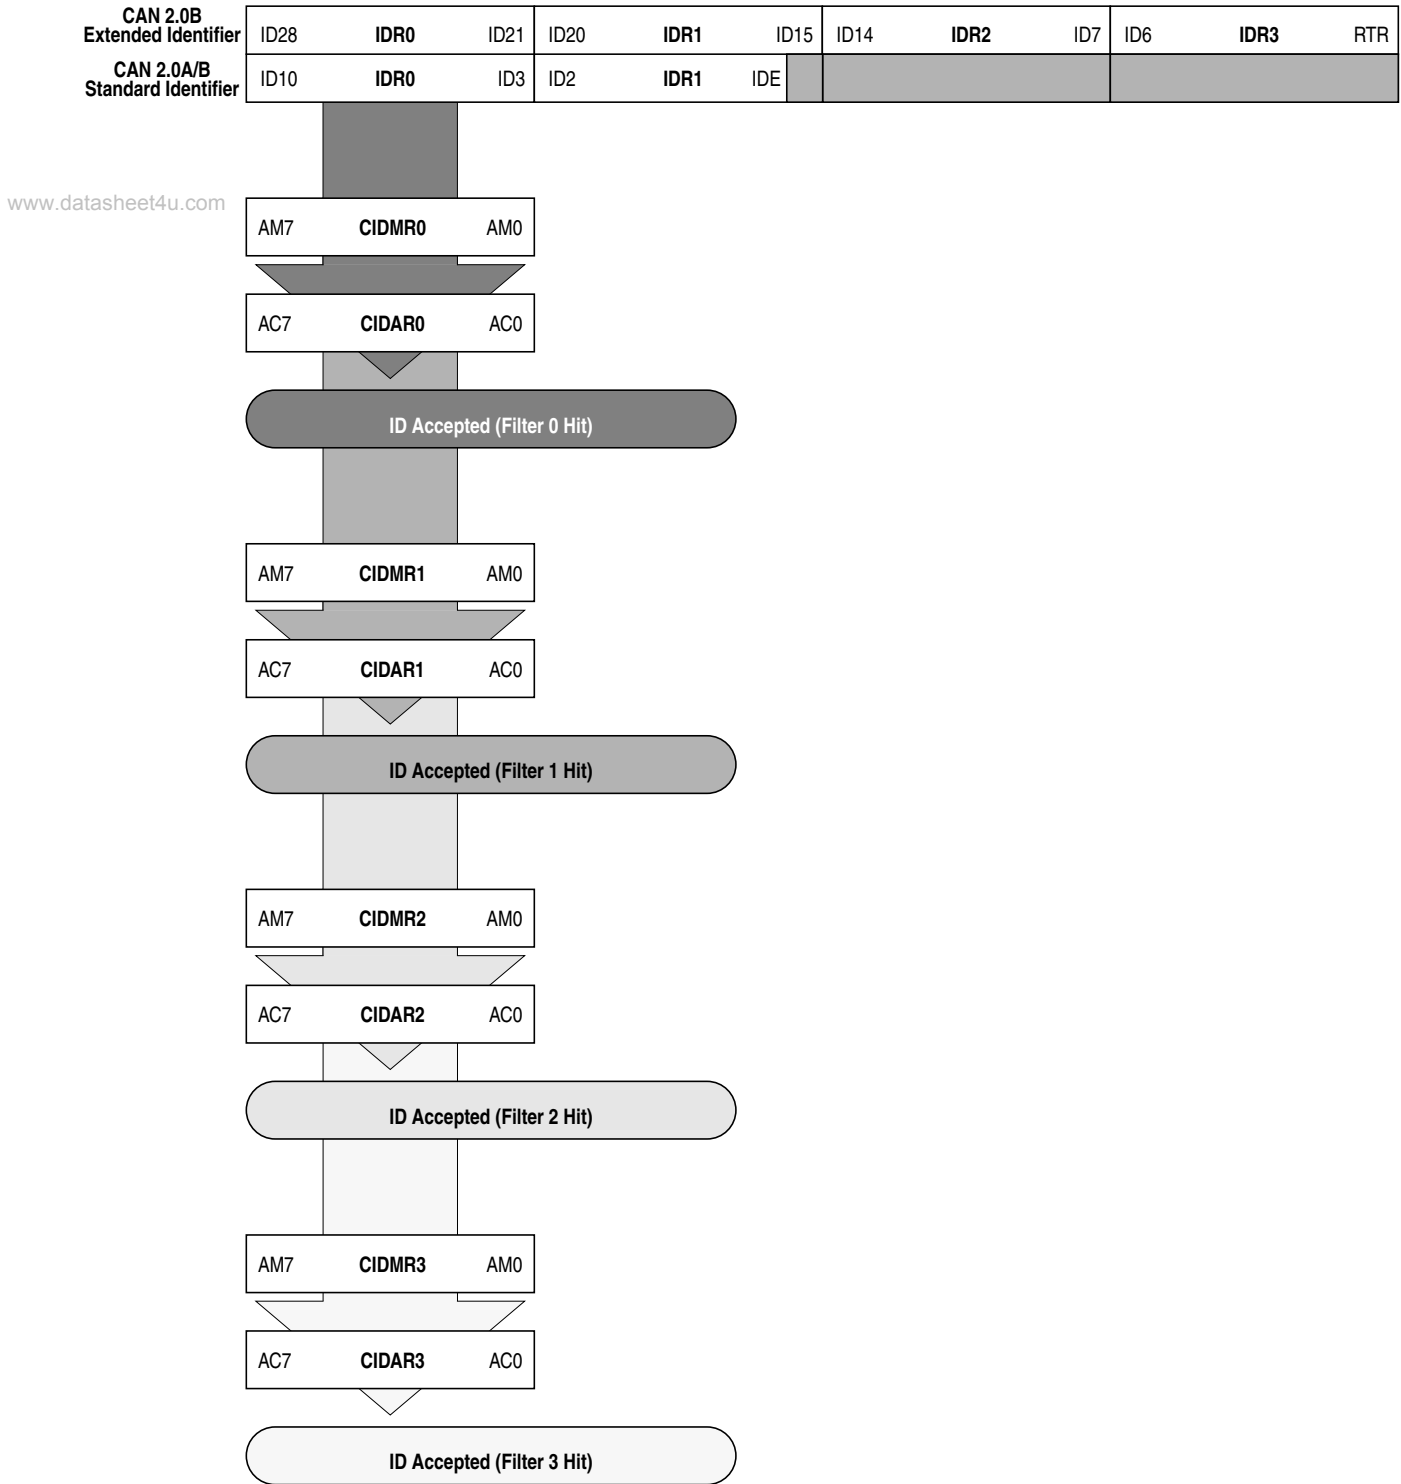 CAN 2.0B
Extended Identifier ID28 IDR0 ID21 ID20 IDR1 ID15 ID14 IDR2 ID7 ID6 IDR3 RTR
CAN 2.0A/B
Standard Identifier ID10 IDR0 ID3 ID2 IDR1 IDE
www.datasheet4u.com
AM7 CIDMR0 AM0
AC7 CIDAR0 AC0
ID Accepted (Filter 0 Hit)
AM7 CIDMR1 AM0
AC7 CIDAR1 AC0
ID Accepted (Filter 1 Hit)
AM7 CIDMR2 AM0
AC7 CIDAR2 AC0
ID Accepted (Filter 2 Hit)
AM7 CIDMR3 AM0
AC7 CIDAR3 AC0
ID Accepted (Filter 3 Hit)